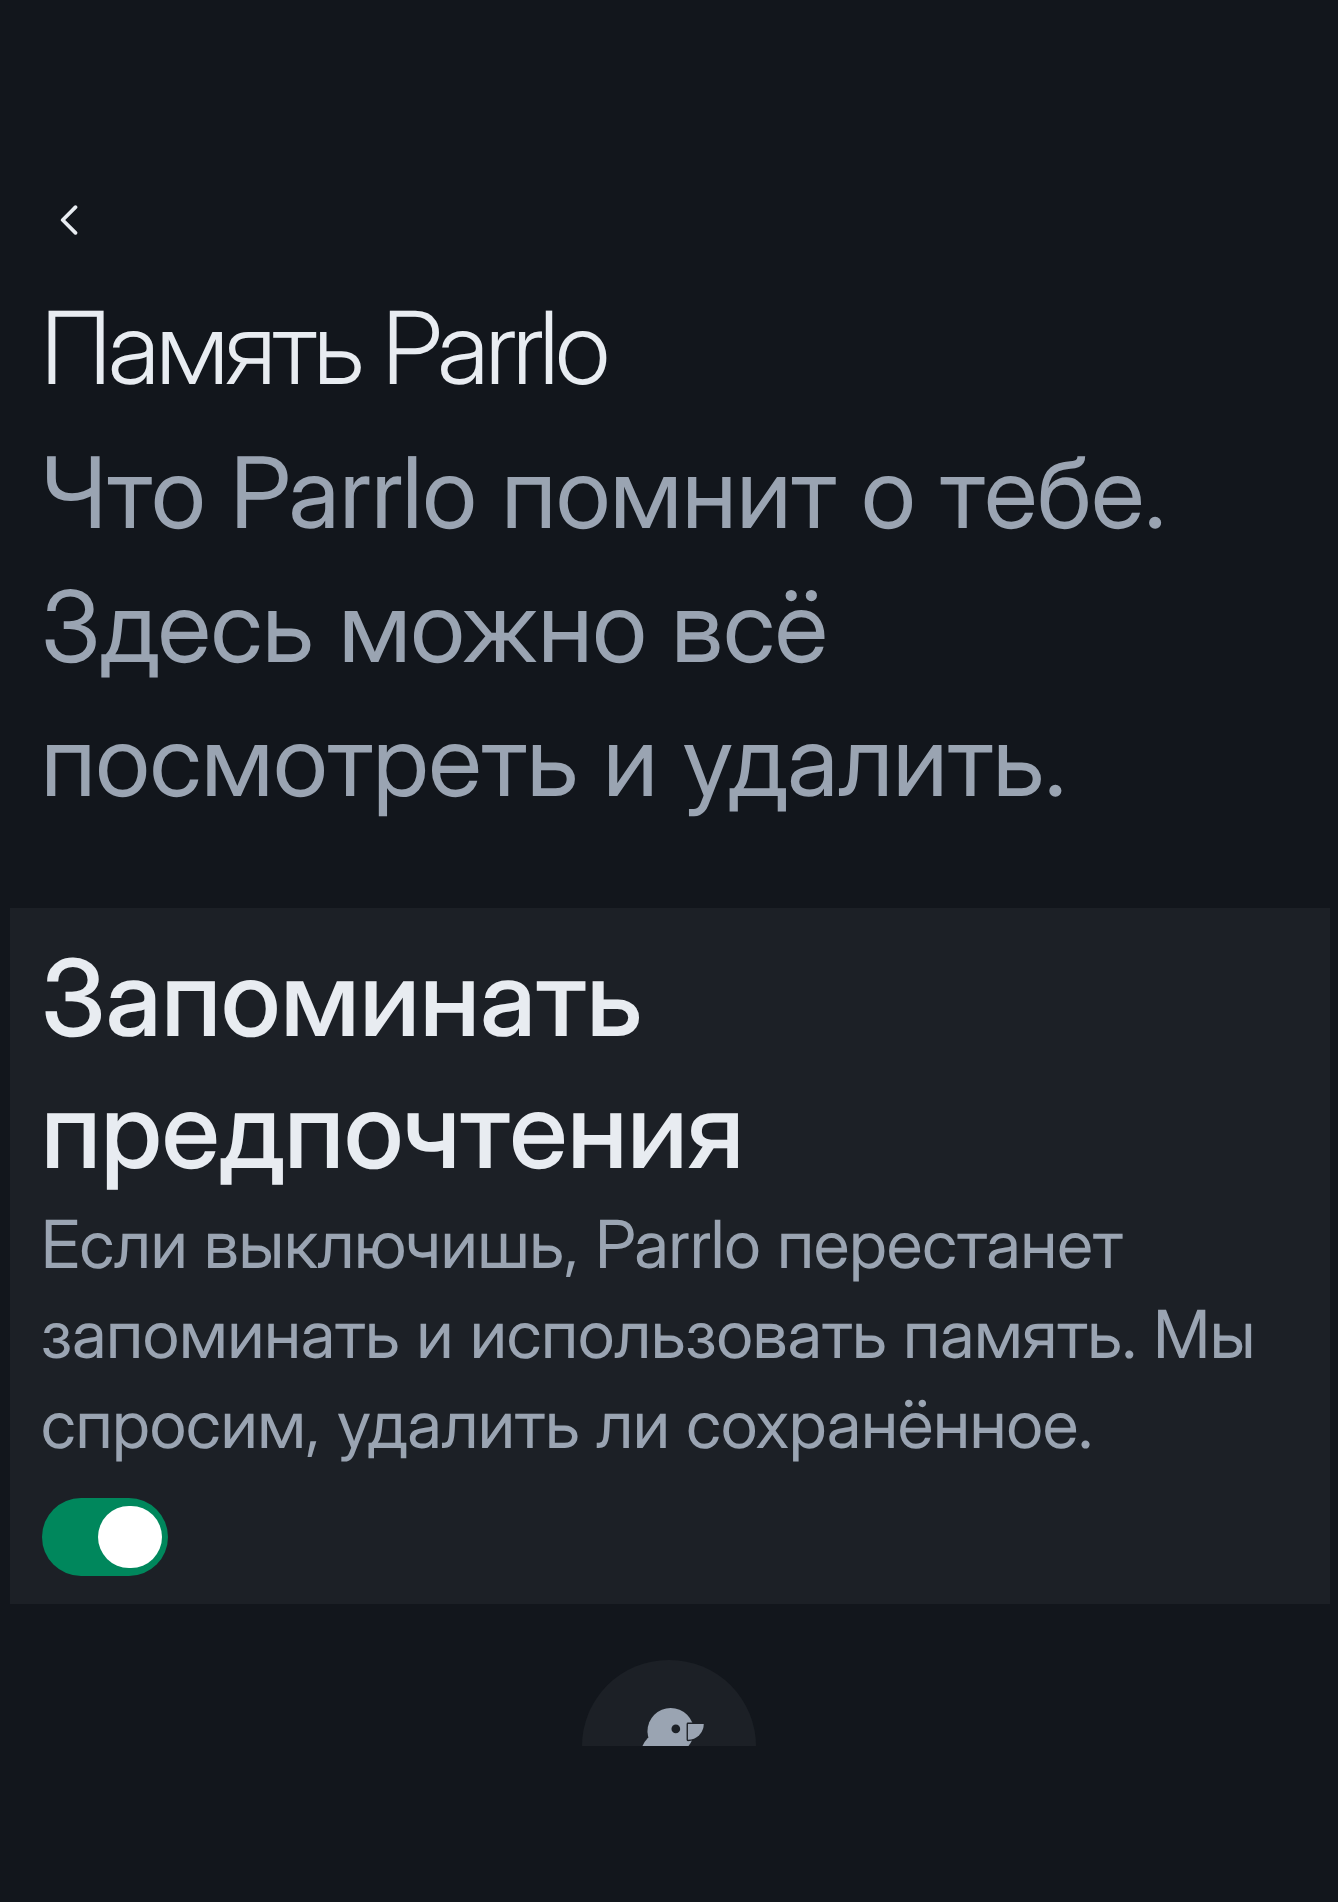 Память Parrlo
Что Parrlo помнит о тебе.
Здесь можно всё
посмотреть и удалить.
Запоминать
предпочтения
Если выключишь, Parrlo перестанет
запоминать и использовать память. Мы
спросим, удалить ли сохранённое.